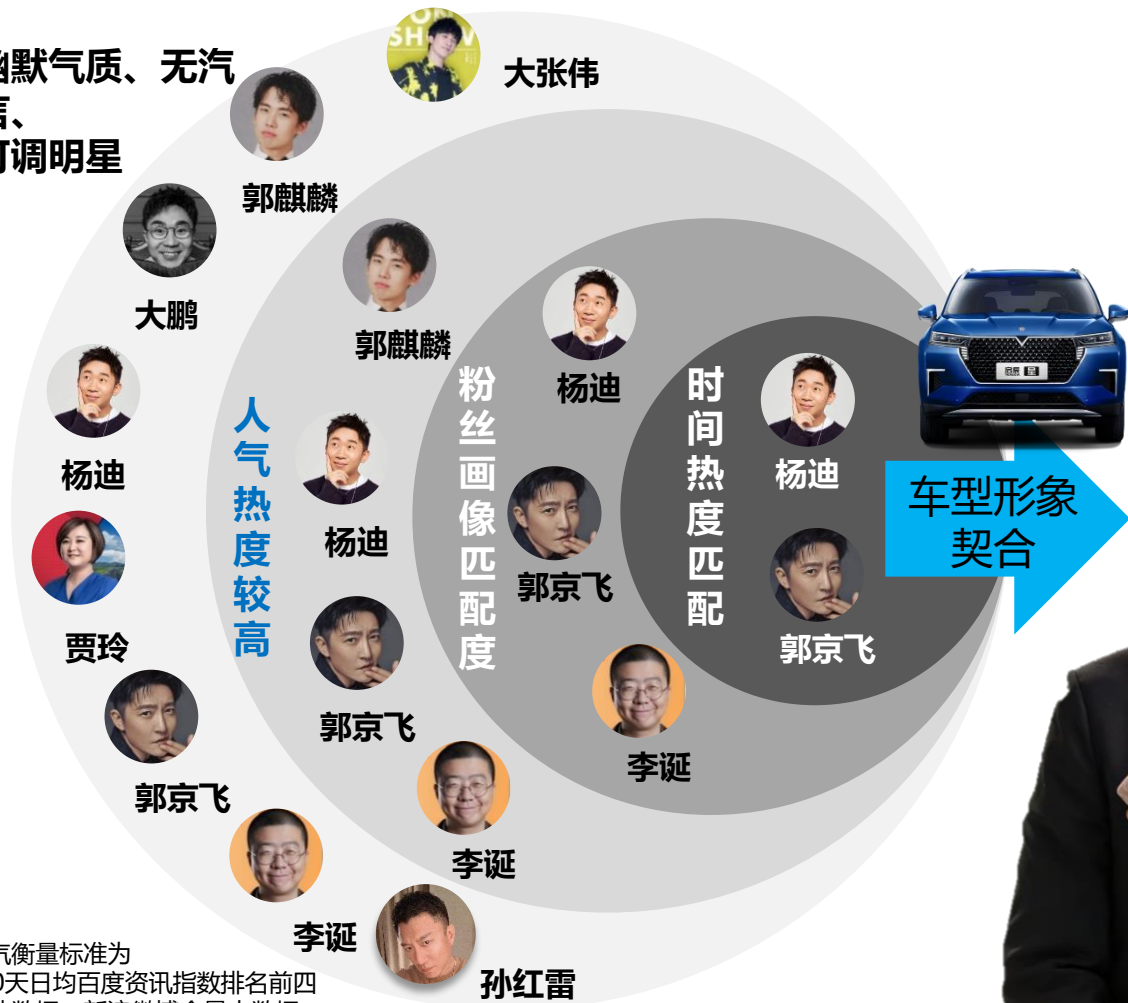 幽默气质、无汽
言、
可调明星
大张伟
郭麒麟
大鹏
郭麒麟
杨迪
杨迪
杨迪
杨迪
贾玲
郭京飞
郭京飞
郭京飞
郭京飞
李诞
李诞
李诞
孙红雷
人气热度较高
粉丝画像匹配度
时间热度匹配
车型形象
契合
启辰 星
气衡量标准为
0天日均百度资讯指数排名前四